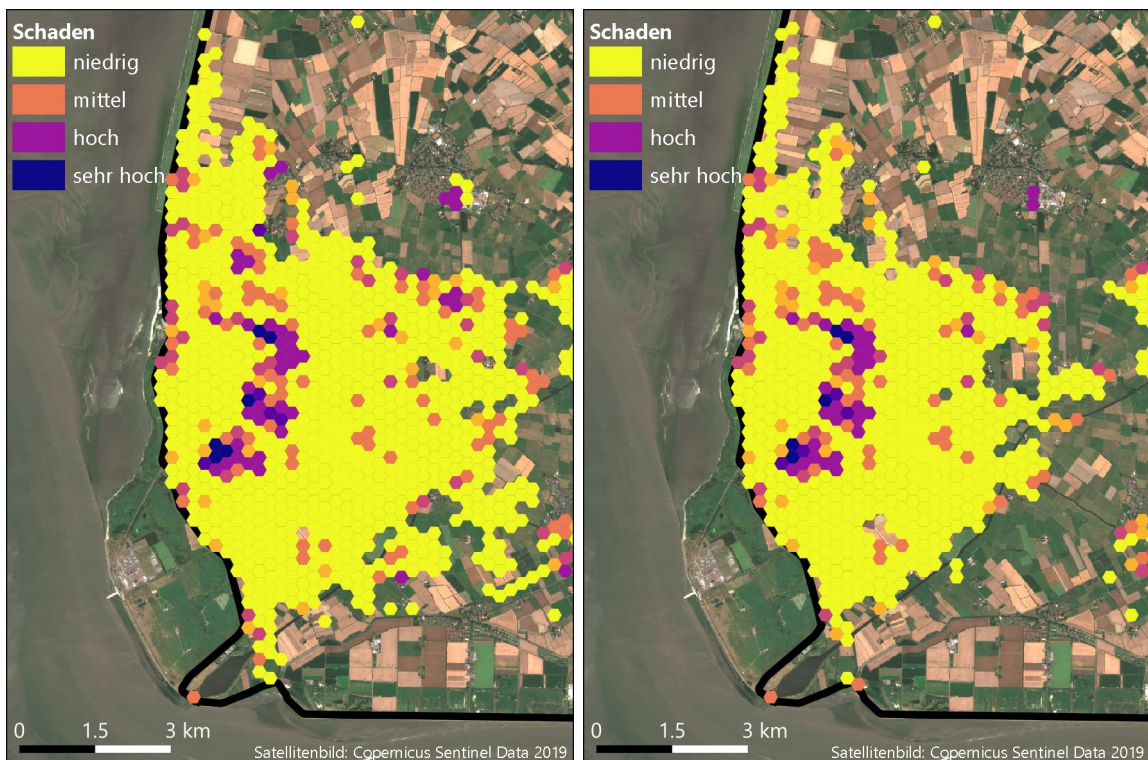 Schaden
niedrig
mittel
hoch
sehr hoch
0 1.5 3 km
Satellitenbild: Copernicus Sentinel Data 2019
Schaden
niedrig
mittel
hoch
sehr hoch
0 1.5 3 km
Satellitenbild: Copernicus Sentinel Data 2019